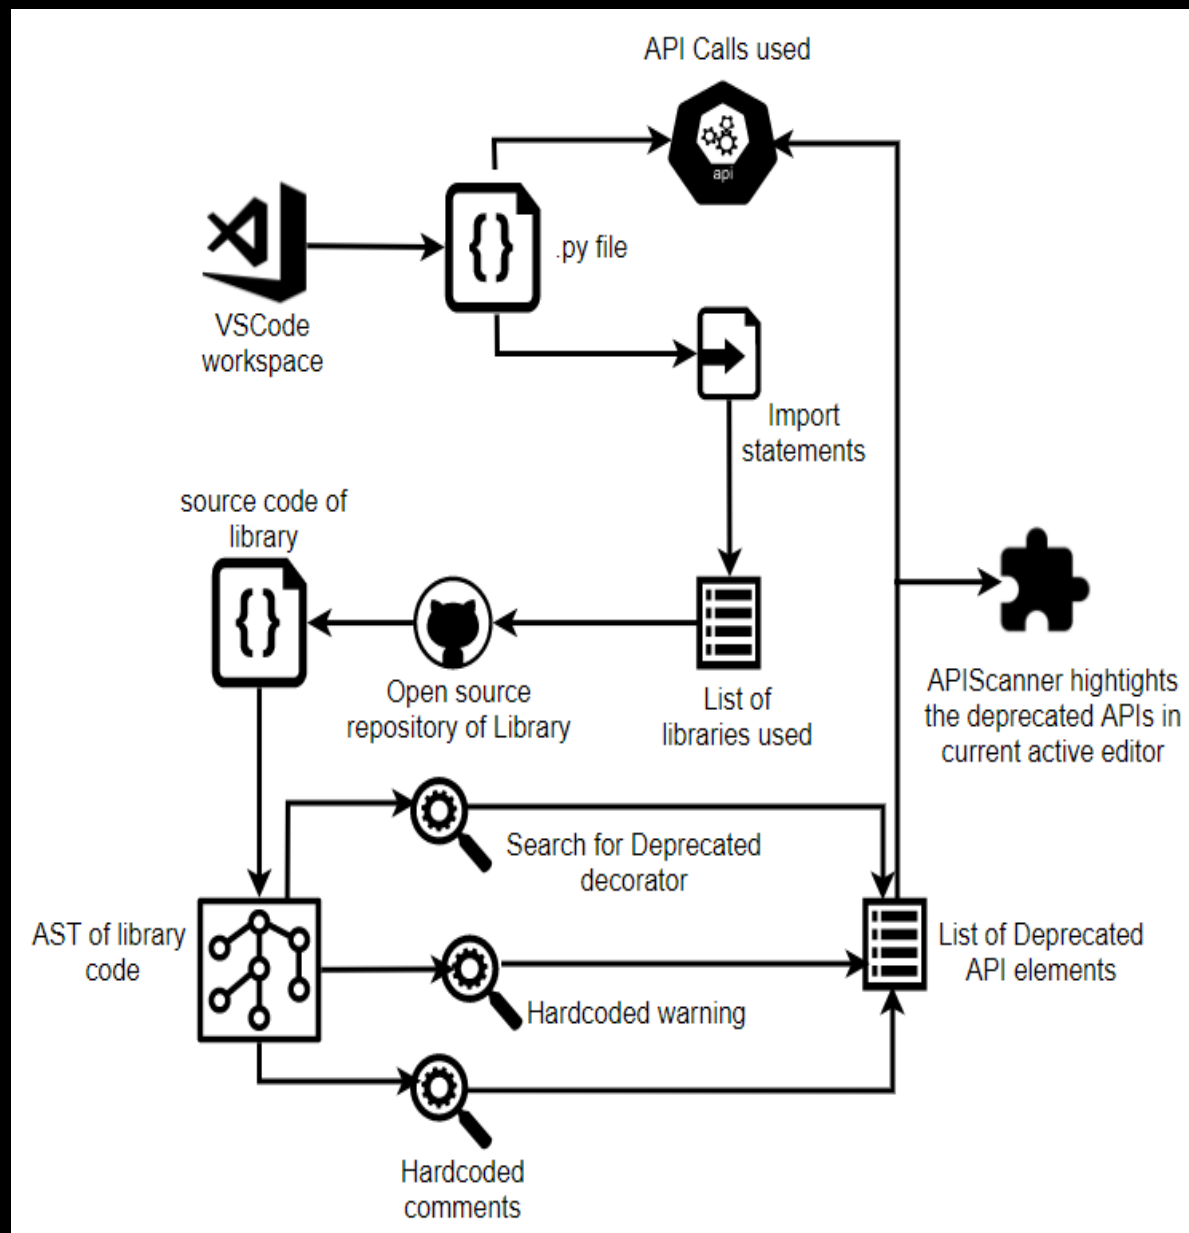 API Calls used
api
.py file
VSCode
workspace
Import
statements
source code of
library
Open source
repository of Library
List of
libraries used
APIScanner hightights
the deprecated APIs in
current active editor
Search for Deprecated
decorator
AST of library
code
List of Deprecated
API elements
Hardcoded warning
Hardcoded
comments